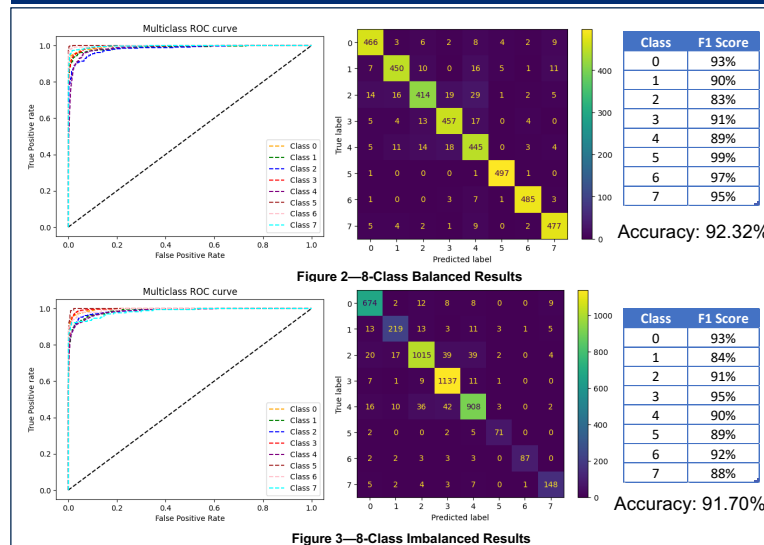 Multiclass ROC curve
True Positive rate
1.0
0.8
0.6
0.4
0.2
0.0
0.0 0.2 0.4 0.6 0.8 1.0
False Positive Rate
Class 0
Class 1
Class 2
Class 3
Class 4
Class 5
Class 6
Class 7
True label
0 466 3 6 2 8 4 2 9
1 7 450 10 0 16 5 1 11
2 14 16 414 19 29 1 2 5
3 5 4 13 457 17 0 4 0
4 5 11 14 18 445 0 3 4
5 1 0 0 0 1 497 1 0
6 1 0 0 3 7 1 485 3
7 5 4 2 1 9 0 2 477
0 1 2 3 4 5 6 7
Predicted label
400
300
200
100
0
Class F1 Score
0 93%
1 90%
2 83%
3 91%
4 89%
5 99%
6 97%
7 95%
Accuracy: 92.32%
Figure 2—8-Class Balanced Results
Multiclass ROC curve
True Positive rate
1.0
0.8
0.6
0.4
0.2
0.0
0.0 0.2 0.4 0.6 0.8 1.0
False Positive Rate
Class 0
Class 1
Class 2
Class 3
Class 4
Class 5
Class 6
Class 7
True label
0 674 2 12 8 8 0 0 9
1 13 219 13 3 11 3 1 5
2 20 17 1015 39 39 2 0 4
3 7 1 9 1137 11 1 0 0
4 16 10 36 42 908 3 0 2
5 2 0 0 2 5 71 0 0
6 2 2 3 3 3 0 87 0
7 5 2 4 3 7 0 1 148
0 1 2 3 4 5 6 7
Predicted label
1000
800
600
400
200
0
Class F1 Score
0 93%
1 84%
2 91%
3 95%
4 90%
5 89%
6 92%
7 88%
Accuracy: 91.70%
Figure 3—8-Class Imbalanced Results